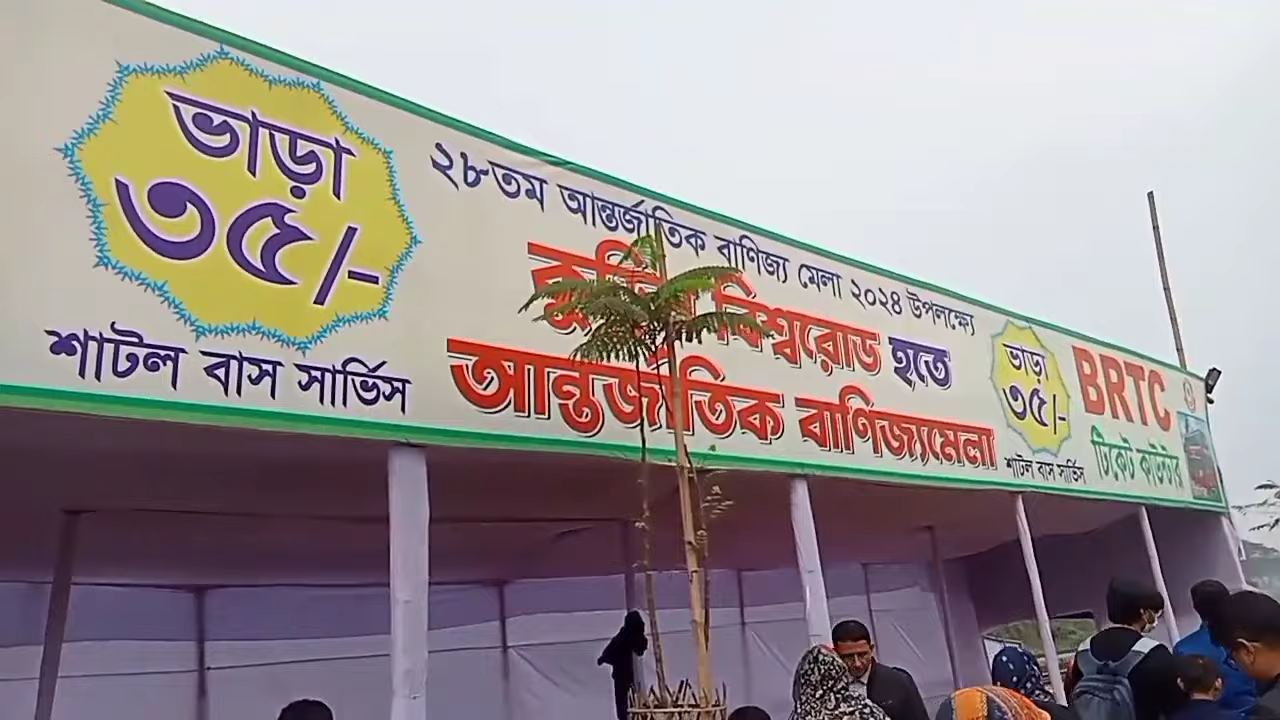 ভাড়া
৩৫/-
শাটল বাস সার্ভিস
২৮তম আন্তর্জাতিক বাণিজ্য মেলা ২০২৪ উপলক্ষ্যে
বিশ্বরোড হতে
আন্তর্জাতিক বাণিজ্যমেলা
ভাড়া
৩৫/-
শাটল বাস সার্ভিস
BRTC
টিকেট কাউন্টার